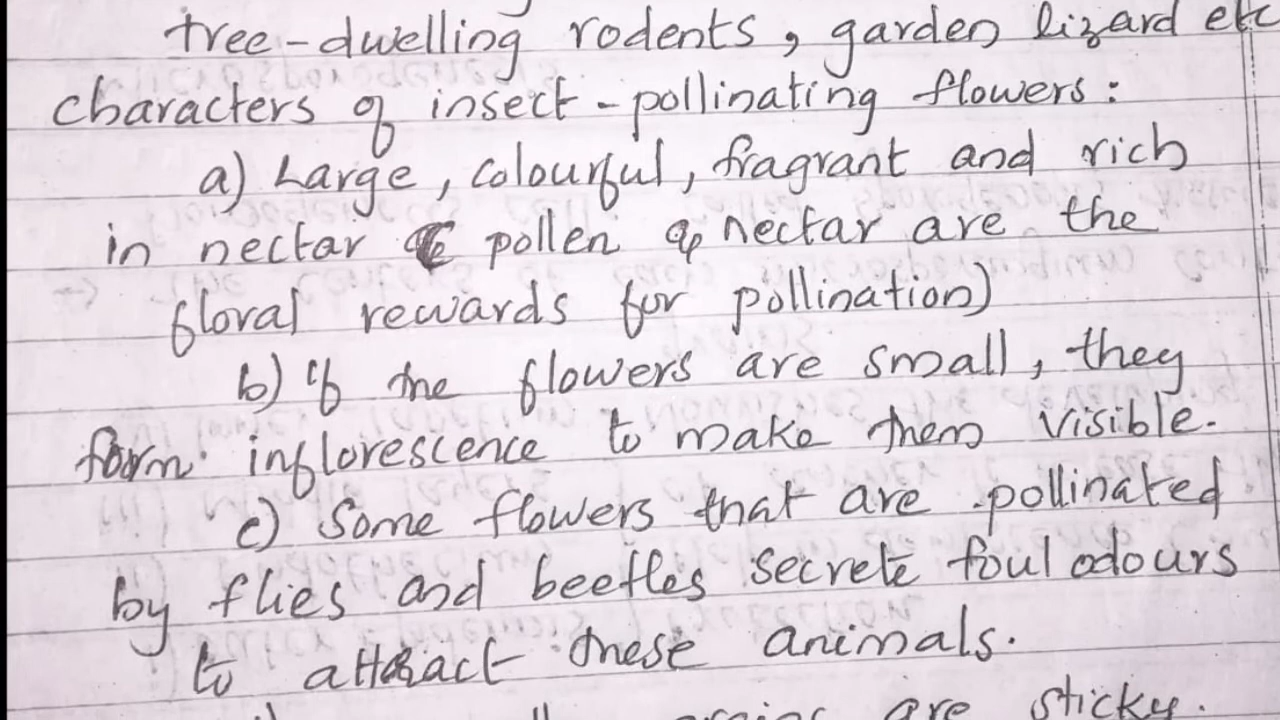 tree-dwelling rodents, garden lizard etc
characters of insect-pollinating flowers:
a) Large, colourful, fragrant and rich
in nectar pollen & nectar are the
floral rewards for pollination)
b) if the flowers are small, they
form inflorescence to make them visible.
c) Some flowers that are pollinated
by flies and beetles secrete foul odours
to attract these animals.
are sticky.